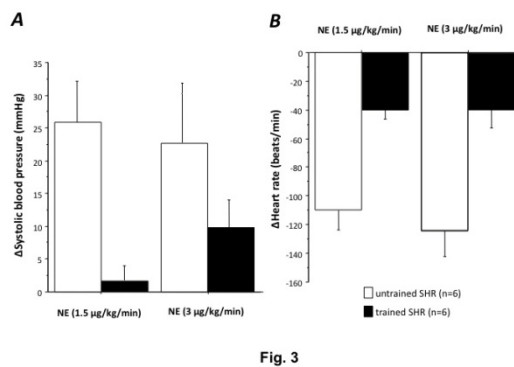 A
ΔSystolic blood pressure (mmHg)
35
30
25
20
15
10
5
0
NE (1.5 µg/kg/min) NE (3 µg/kg/min)
B
NE (1.5 µg/kg/min) NE (3 µg/kg/min)
ΔHeart rate (beats/min)
0
-20
-40
-60
-80
-100
-120
-140
-160
untrained SHR (n=6)
trained SHR (n=6)
Fig. 3